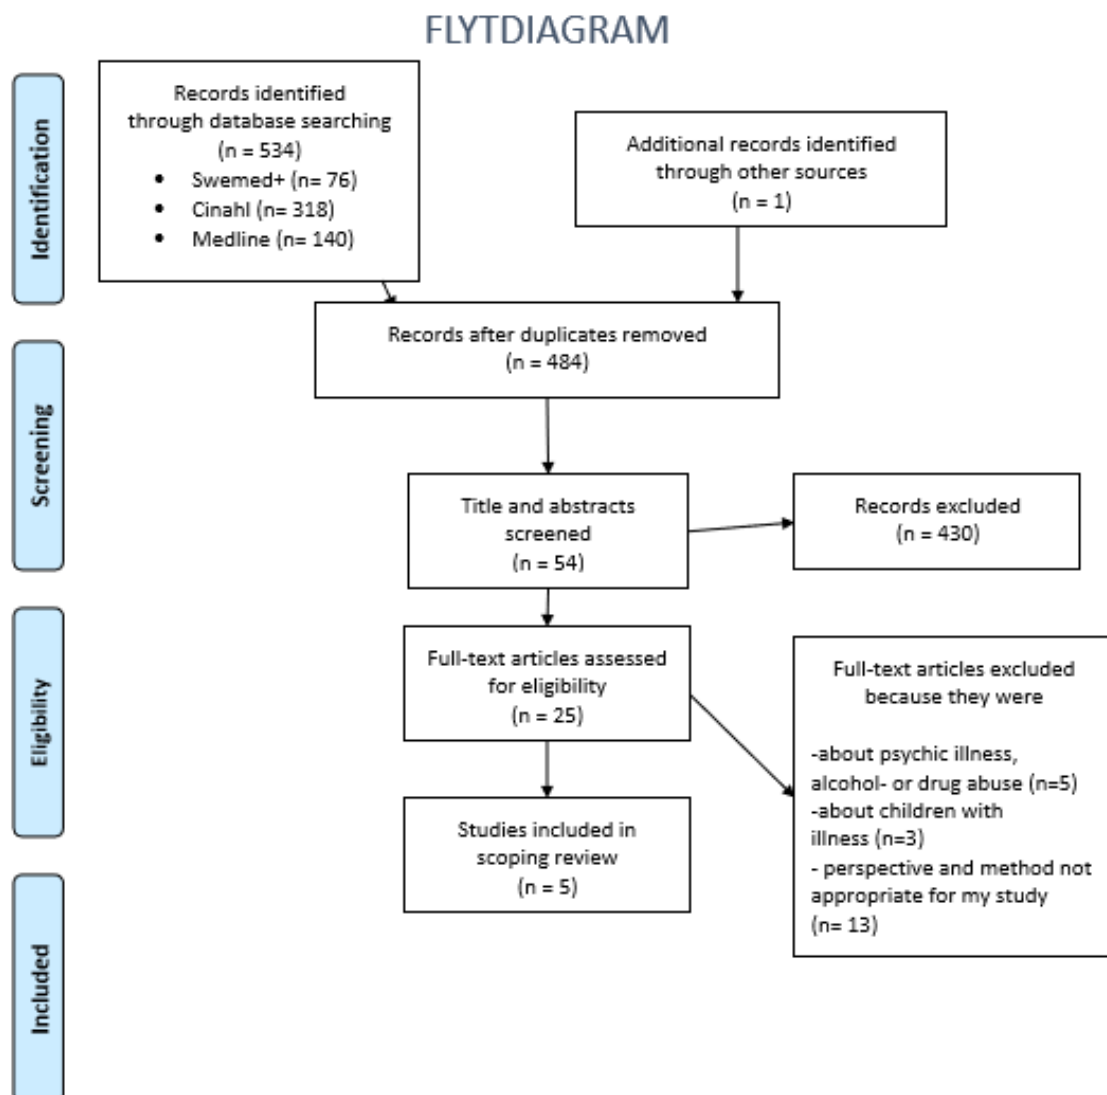 FLYTDIAGRAM
Identification
Records identified
through database searching
(n = 534)
• Swemed+ (n= 76)
• Cinahl (n= 318)
• Medline (n= 140)
Additional records identified
through other sources
(n = 1)
Records after duplicates removed
(n = 484)
Screening
Title and abstracts
screened
(n = 54)
Records excluded
(n = 430)
Eligibility
Full-text articles assessed
for eligibility
(n = 25)
Full-text articles excluded
because they were
-about psychic illness,
alcohol- or drug abuse (n=5)
-about children with
illness (n=3)
- perspective and method not
appropriate for my study
(n= 13)
Studies included in
scoping review
(n = 5)
Included